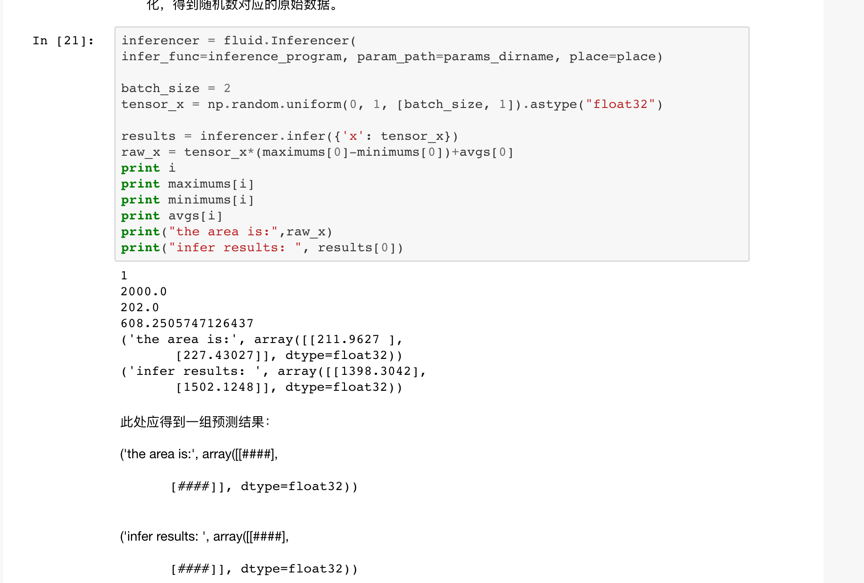 化，得到随机数对应的原始数据。
In [21]:
inferencer = fluid.Inferencer(
infer_func=inference_program, param_path=params_dirname, place=place)
batch_size = 2
tensor_x = np.random.uniform(0, 1, [batch_size, 1]).astype("float32")
results = inferencer.infer({'x': tensor_x})
raw_x = tensor_x*(maximums[0]-minimums[0])+avgs[0]
print i
print maximums[i]
print minimums[i]
print avgs[i]
print("the area is:",raw_x)
print("infer results: ", results[0])
1
2000.0
202.0
608.2505747126437
('the area is:', array([[211.9627 ],
[227.43027]], dtype=float32))
('infer results: ', array([[1398.3042],
[1502.1248]], dtype=float32))
此处应得到一组预测结果：
('the area is:', array([[####],
[####]], dtype=float32))
('infer results: ', array([[####],
[####]], dtype=float32))